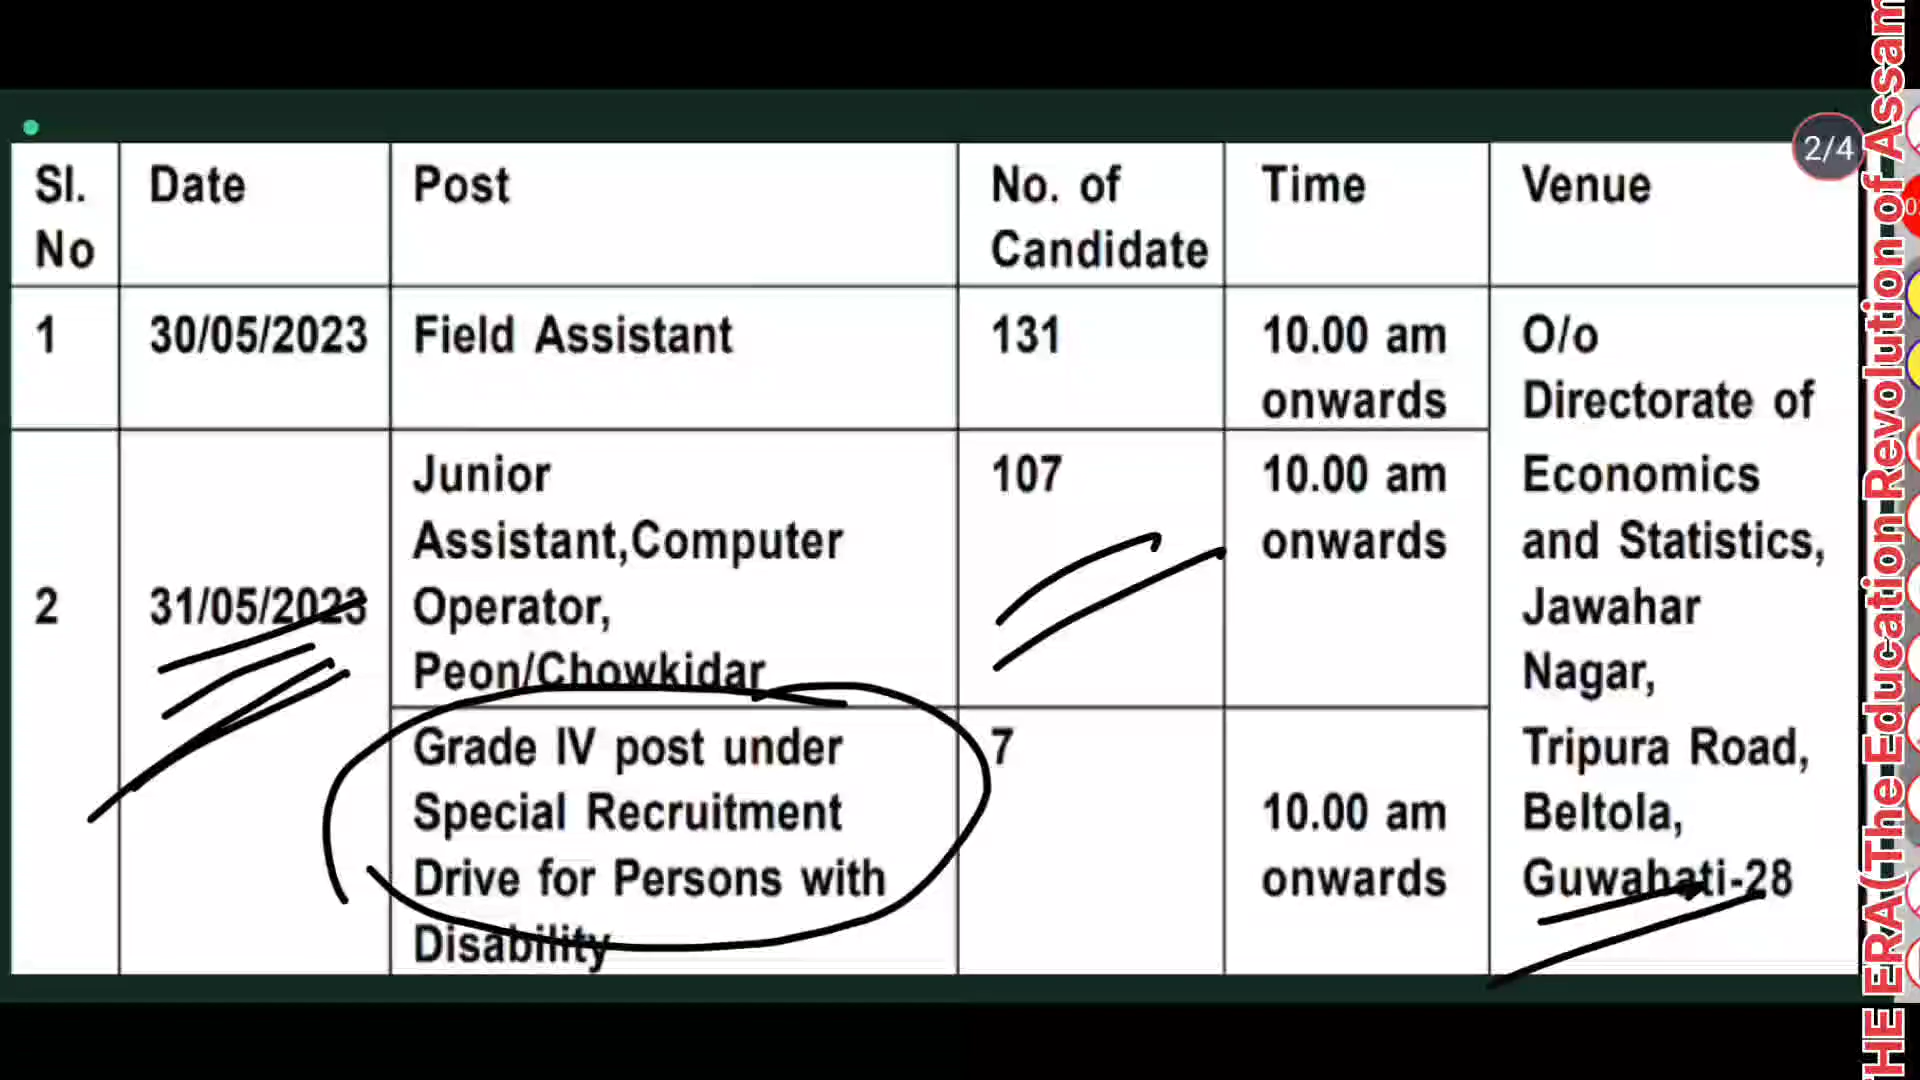 2/4
Sl. No
Date
Post
No. of Candidate
Time
Venue
1
30/05/2023
Field Assistant
131
10.00 am
onwards
O/o
Directorate of
Economics
and Statistics,
Jawahar
Nagar,
Tripura Road,
Beltola,
Guwahati-28
2
31/05/2023
Junior
Assistant,Computer
Operator,
Peon/Chowkidar
107
10.00 am
onwards
Grade IV post under
Special Recruitment
Drive for Persons with
Disability
7
10.00 am
onwards
THE ERA(The Education Revolution of Assam